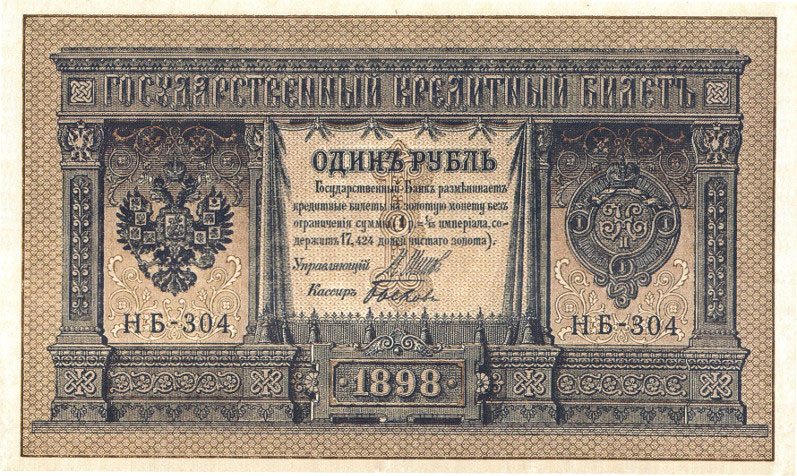 ГОСУДАРСТВЕННЫЙ КРЕДИТНЫЙ БИЛЕТЪ
ОДИНЪ РУБЛЬ
Государственный Банкъ размѣниваетъ
кредитные билеты на золотую монету безъ
ограниченія суммы (1 р. = 1/15 имперіала, со-
держитъ 17,424 долей чистаго золота).
Управляющій
Кассиръ
НБ-304
НБ-304
1898